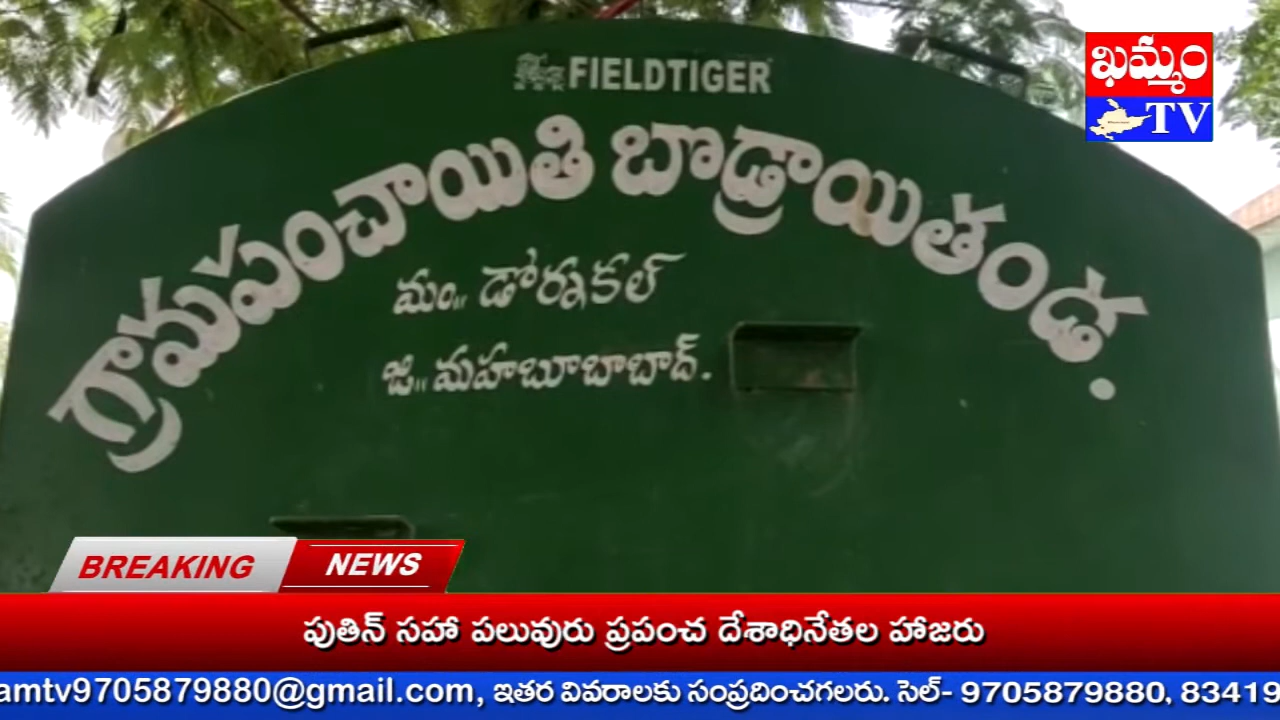 FIELDTIGER
ఖమ్మం
TV
గ్రామపంచాయితి బొడ్రాయితండ.
మం,, డోర్నకల్
జి,, మహబూబాబాద్.
BREAKING NEWS
పుతిన్ సహా పలువురు ప్రపంచ దేశాధినేతల హాజరు
amtv9705879880@gmail.com, ఇతర వివరాలకు సంప్రదించగలరు. సెల్- 9705879880, 83419